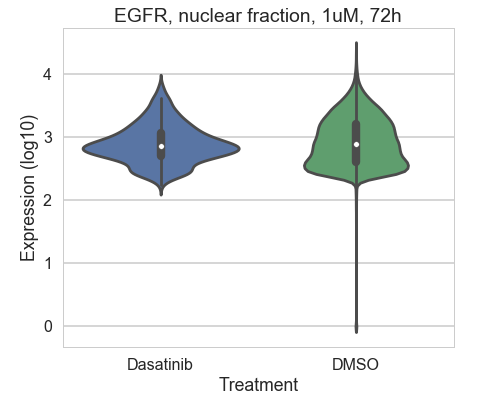 EGFR, nuclear fraction, 1uM, 72h
Expression (log10)
4
3
2
1
0
Dasatinib
DMSO
Treatment